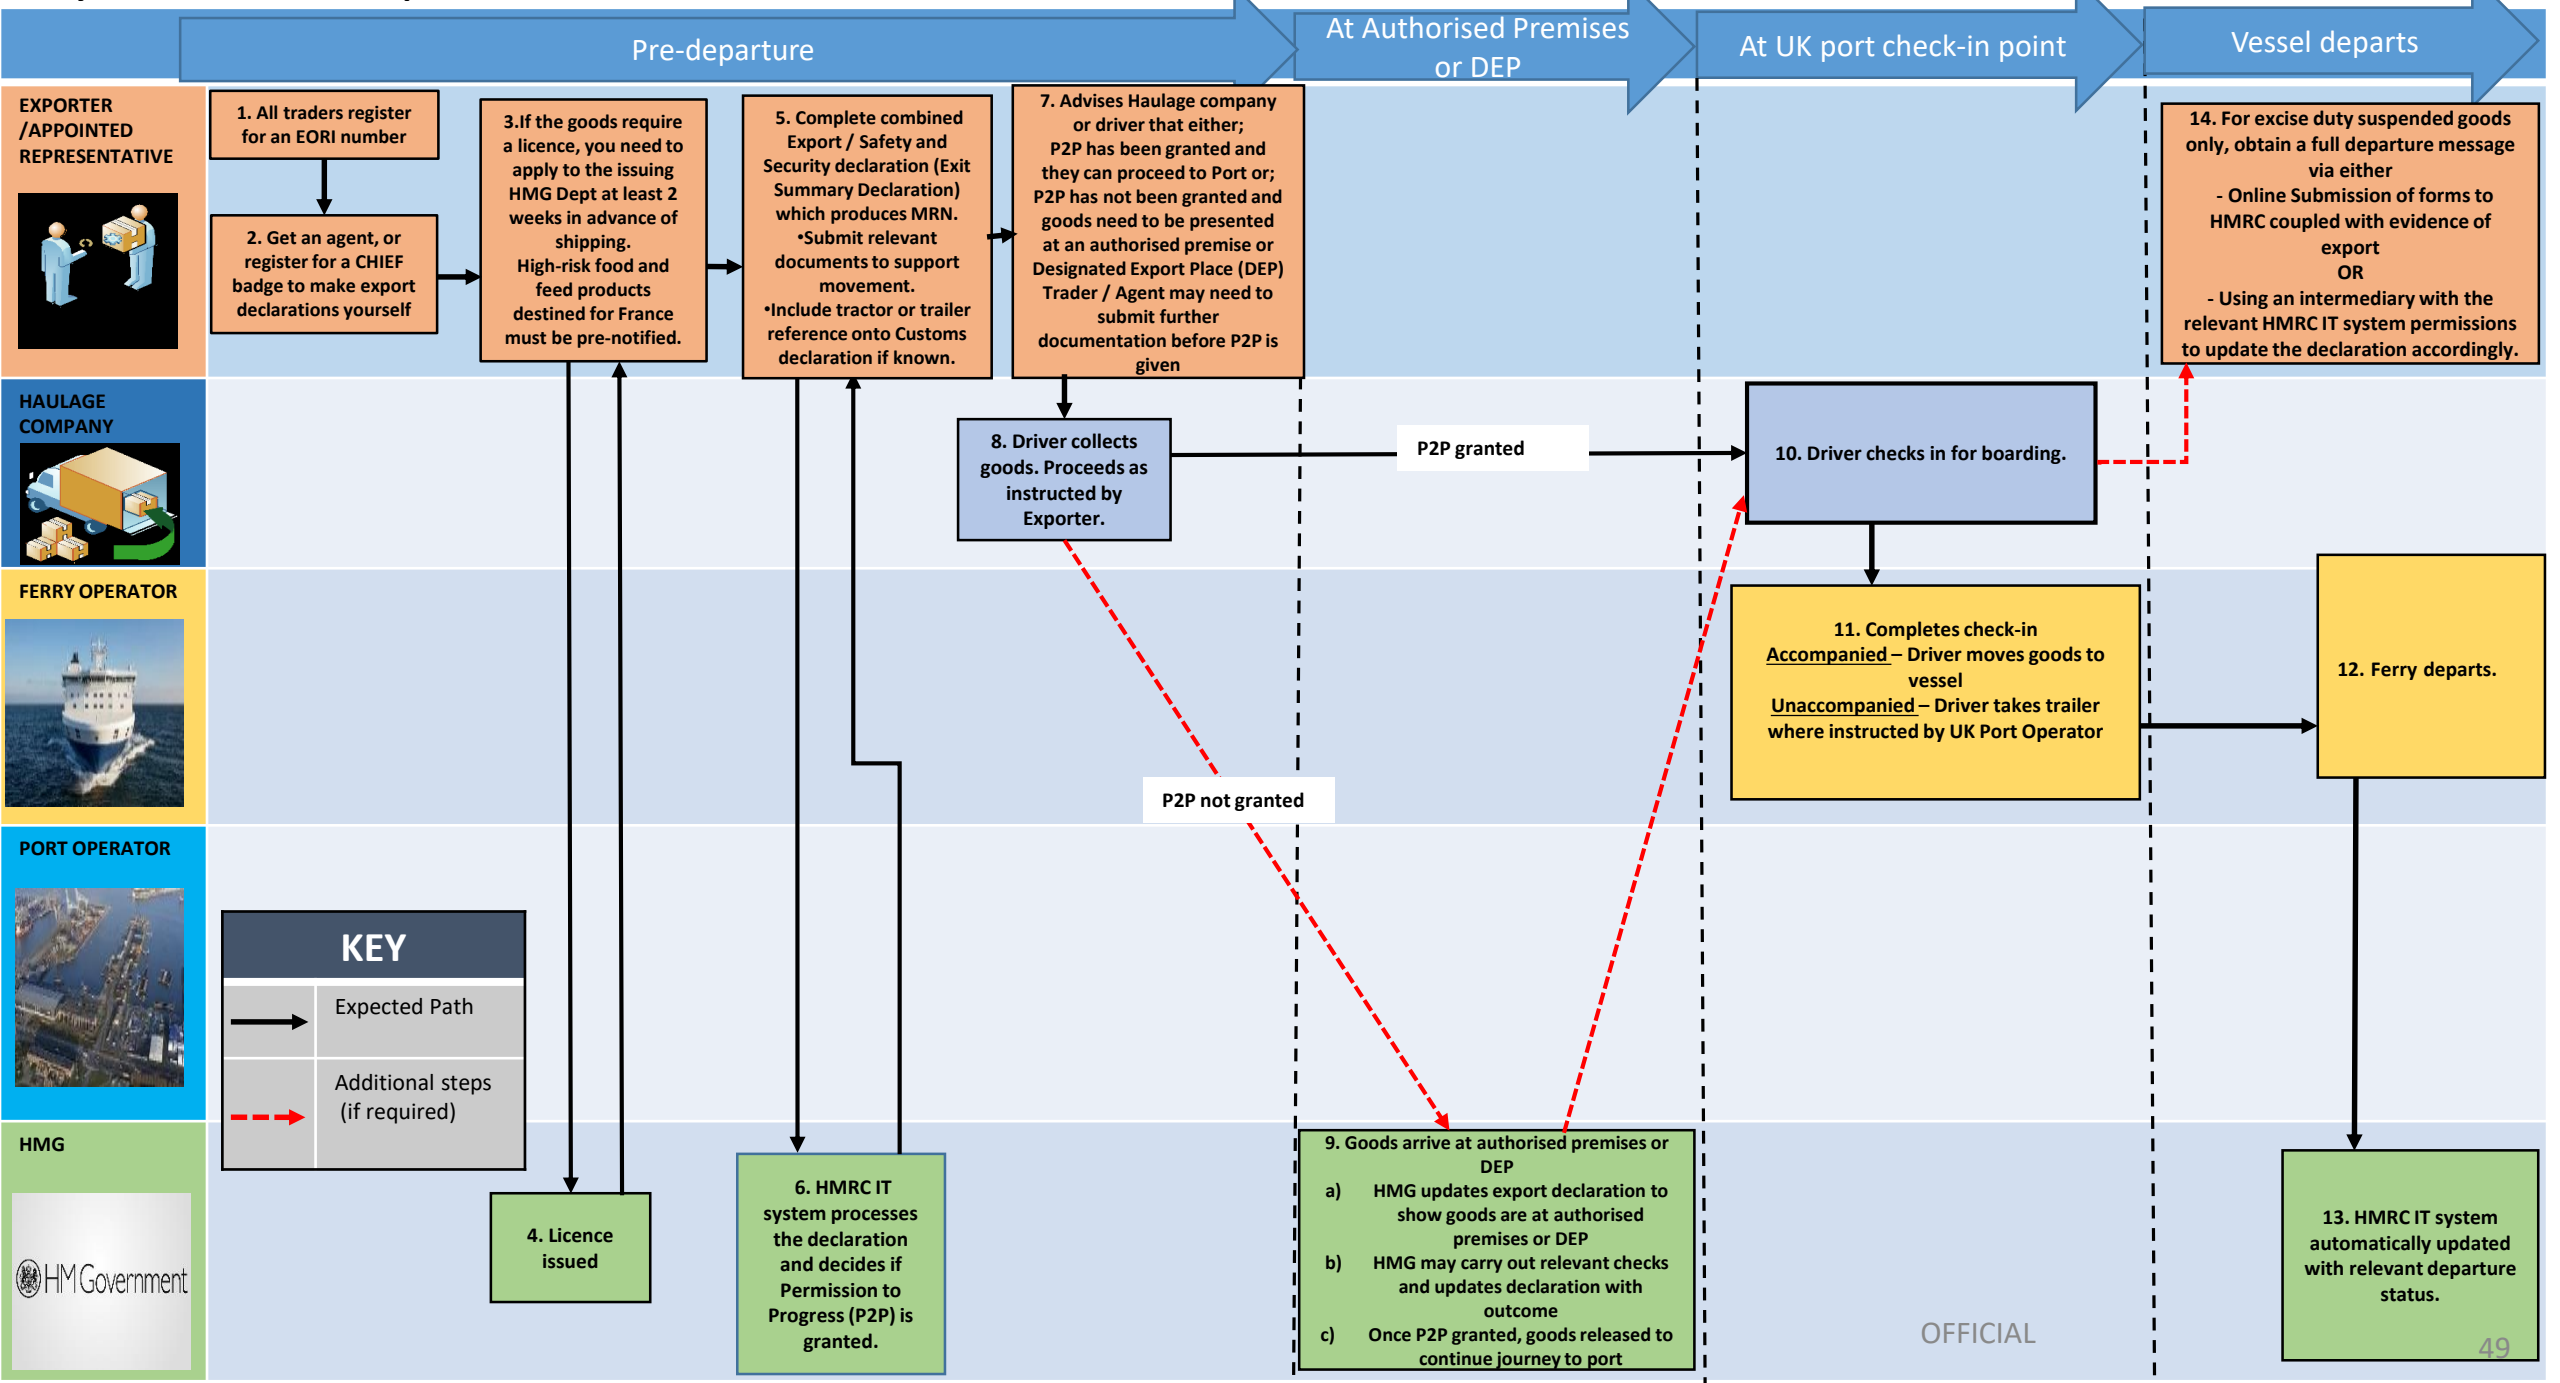 Pre-departure
At Authorised Premises
or DEP
At UK port check-in point
Vessel departs
EXPORTER
/APPOINTED
REPRESENTATIVE
1. All traders register
for an EORI number
2. Get an agent, or
register for a CHIEF
badge to make export
declarations yourself
3.If the goods require
a licence, you need to
apply to the issuing
HMG Dept at least 2
weeks in advance of
shipping.
High-risk food and
feed products
destined for France
must be pre-notified.
5. Complete combined
Export / Safety and
Security declaration (Exit
Summary Declaration)
which produces MRN.
•Submit relevant
documents to support
movement.
•Include tractor or trailer
reference onto Customs
declaration if known.
7. Advises Haulage company
or driver that either;
P2P has been granted and
they can proceed to Port or;
P2P has not been granted and
goods need to be presented
at an authorised premise or
Designated Export Place (DEP)
Trader / Agent may need to
submit further
documentation before P2P is
given
14. For excise duty suspended goods
only, obtain a full departure message
via either
- Online Submission of forms to
HMRC coupled with evidence of
export
OR
- Using an intermediary with the
relevant HMRC IT system permissions
to update the declaration accordingly.
HAULAGE
COMPANY
8. Driver collects
goods. Proceeds as
instructed by
Exporter.
P2P granted
10. Driver checks in for boarding.
FERRY OPERATOR
11. Completes check-in
Accompanied – Driver moves goods to
vessel
Unaccompanied – Driver takes trailer
where instructed by UK Port Operator
12. Ferry departs.
P2P not granted
PORT OPERATOR
KEY
Expected Path
Additional steps
(if required)
HMG
HM Government
4. Licence
issued
6. HMRC IT
system processes
the declaration
and decides if
Permission to
Progress (P2P) is
granted.
9. Goods arrive at authorised premises or
DEP
a) HMG updates export declaration to
show goods are at authorised
premises or DEP
b) HMG may carry out relevant checks
and updates declaration with
outcome
c) Once P2P granted, goods released to
continue journey to port
13. HMRC IT system
automatically updated
with relevant departure
status.
OFFICIAL
49